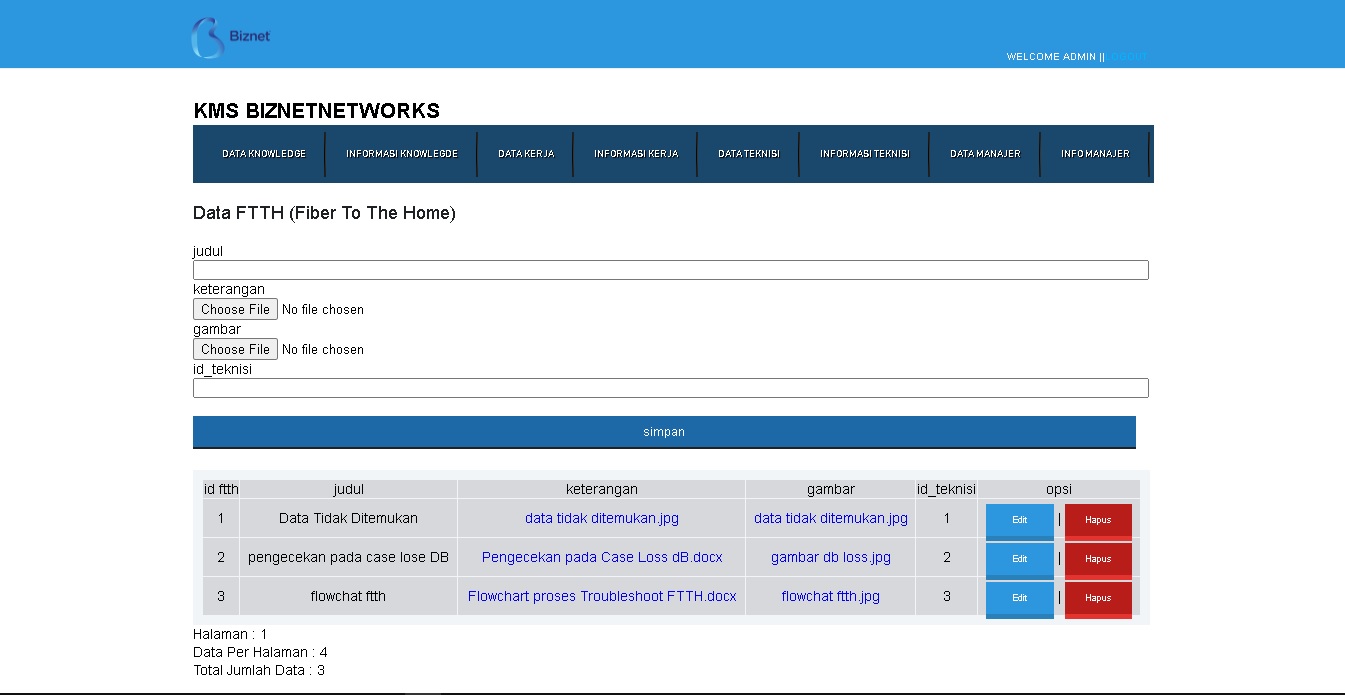 Biznet
WELCOME ADMIN || LOGOUT
KMS BIZNETNETWORKS
DATA KNOWLEDGE INFORMASI KNOWLEGDE DATA KERJA INFORMASI KERJA DATA TEKNISI INFORMASI TEKNISI DATA MANAJER INFO MANAJER
Data FTTH (Fiber To The Home)
judul
keterangan
Choose File No file chosen
gambar
Choose File No file chosen
id_teknisi
simpan
id ftth judul keterangan gambar id_teknisi opsi
1 Data Tidak Ditemukan data tidak ditemukan.jpg data tidak ditemukan.jpg 1 Edit | Hapus
2 pengecekan pada case lose DB Pengecekan pada Case Loss dB.docx gambar db loss.jpg 2 Edit | Hapus
3 flowchat ftth Flowchart proses Troubleshoot FTTH.docx flowchat ftth.jpg 3 Edit | Hapus
Halaman : 1
Data Per Halaman : 4
Total Jumlah Data : 3